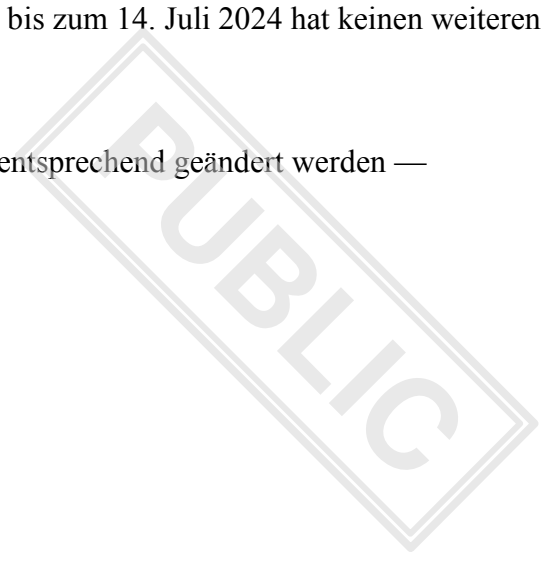 bis zum 14. Juli 2024 hat keinen weiteren
entsprechend geändert werden —
PUBLIC